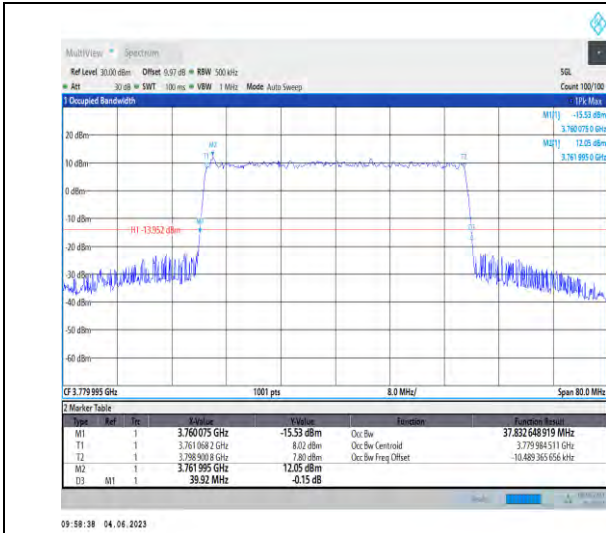 MultiView Spectrum
Ref Level 30.00 dBm Offset 9.97 dB RBW 500 kHz SGL
Att 30 dB SWT 100 ms VBW 1 MHz Mode Auto Sweep Count 100/100
1 Occupied Bandwidth 1Pk Max
M1[1] -15.53 dBm
3.760 075 0 GHz
M2[1] 12.05 dBm
3.761 995 0 GHz
20 dBm
M2
T1 T2
10 dBm
0 dBm
-10 dBm
M1 D3
H1 -13.952 dBm
-20 dBm
-30 dBm
-40 dBm
-50 dBm
-60 dBm
CF 3.779 995 GHz 1001 pts 8.0 MHz/ Span 80.0 MHz
2 Marker Table
Type Ref Trc X-Value Y-Value Function Function Result
M1 1 3.760 075 GHz -15.53 dBm Occ Bw 37.832 648 919 MHz
T1 1 3.761 068 2 GHz 8.02 dBm Occ Bw Centroid 3.779 984 511 GHz
T2 1 3.798 900 8 GHz 7.80 dBm Occ Bw Freq Offset -10.489 365 656 kHz
M2 1 3.761 995 GHz 12.05 dBm
D3 M1 1 39.92 MHz -0.15 dB
09:58:38 04.06.2023